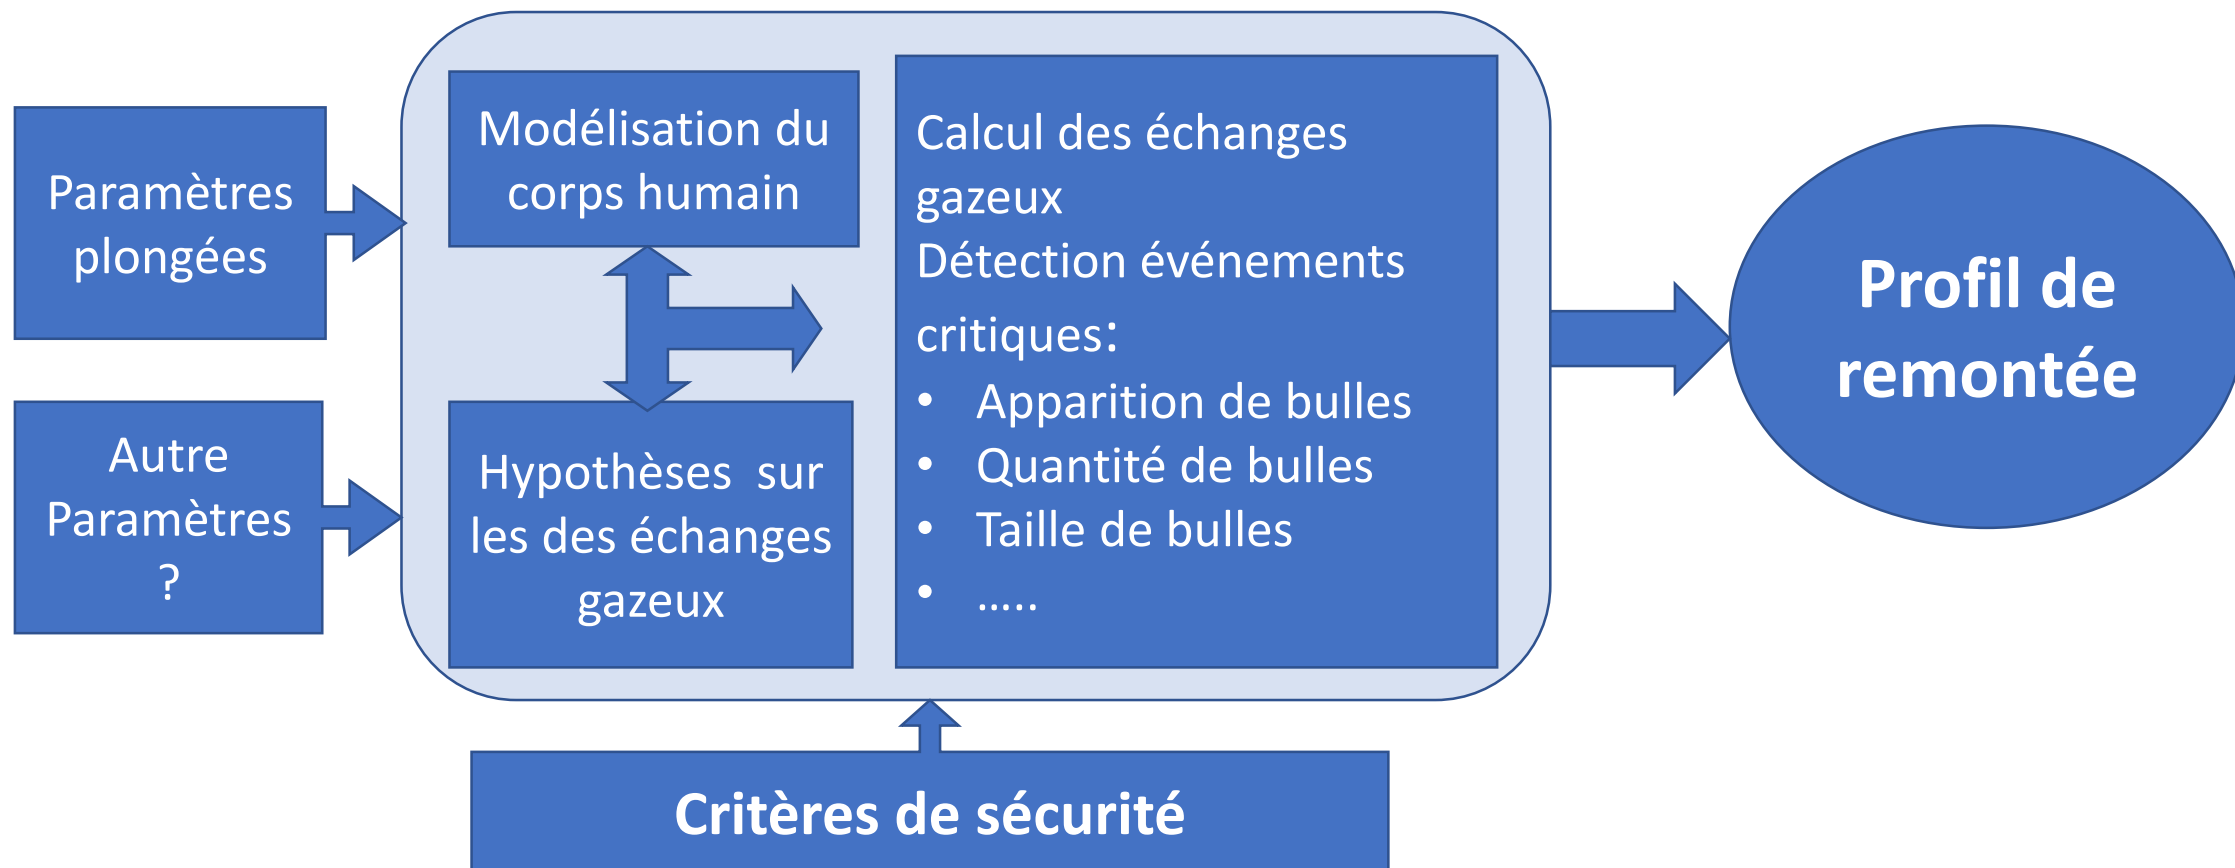 Paramètres
plongées
Autre
Paramètres
?
Modélisation du
corps humain
Hypothèses  sur
les des échanges
gazeux
Calcul des échanges
gazeux
Détection événements
critiques:
• Apparition de bulles
• Quantité de bulles
• Taille de bulles
• .....
Profil de
remontée
Critères de sécurité